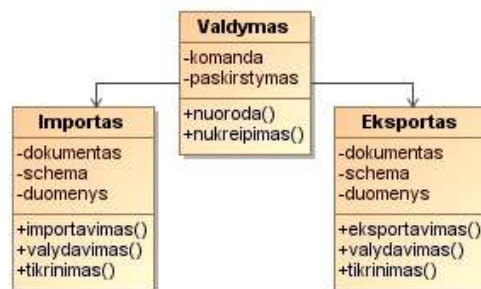 Valdymas
-komanda
-paskirstymas
+nuoroda()
+nukreipimas()
Importas
-dokumentas
-schema
-duomenys
+importavimas()
+valydavimas()
+tikrinimas()
Eksportas
-dokumentas
-schema
-duomenys
+eksportavimas()
+valydavimas()
+tikrinimas()